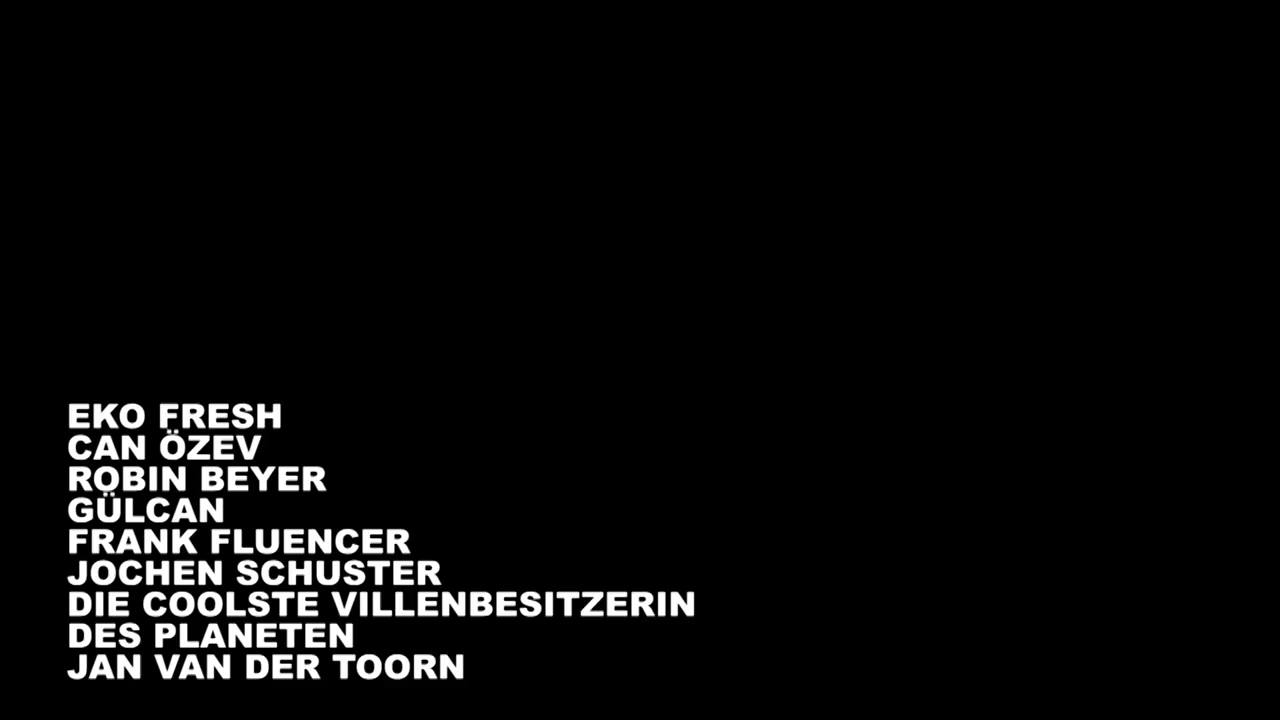 EKO FRESH
CAN ÖZEV
ROBIN BEYER
GÜLCAN
FRANK FLUENCER
JOCHEN SCHUSTER
DIE COOLSTE VILLENBESITZERIN
DES PLANETEN
JAN VAN DER TOORN